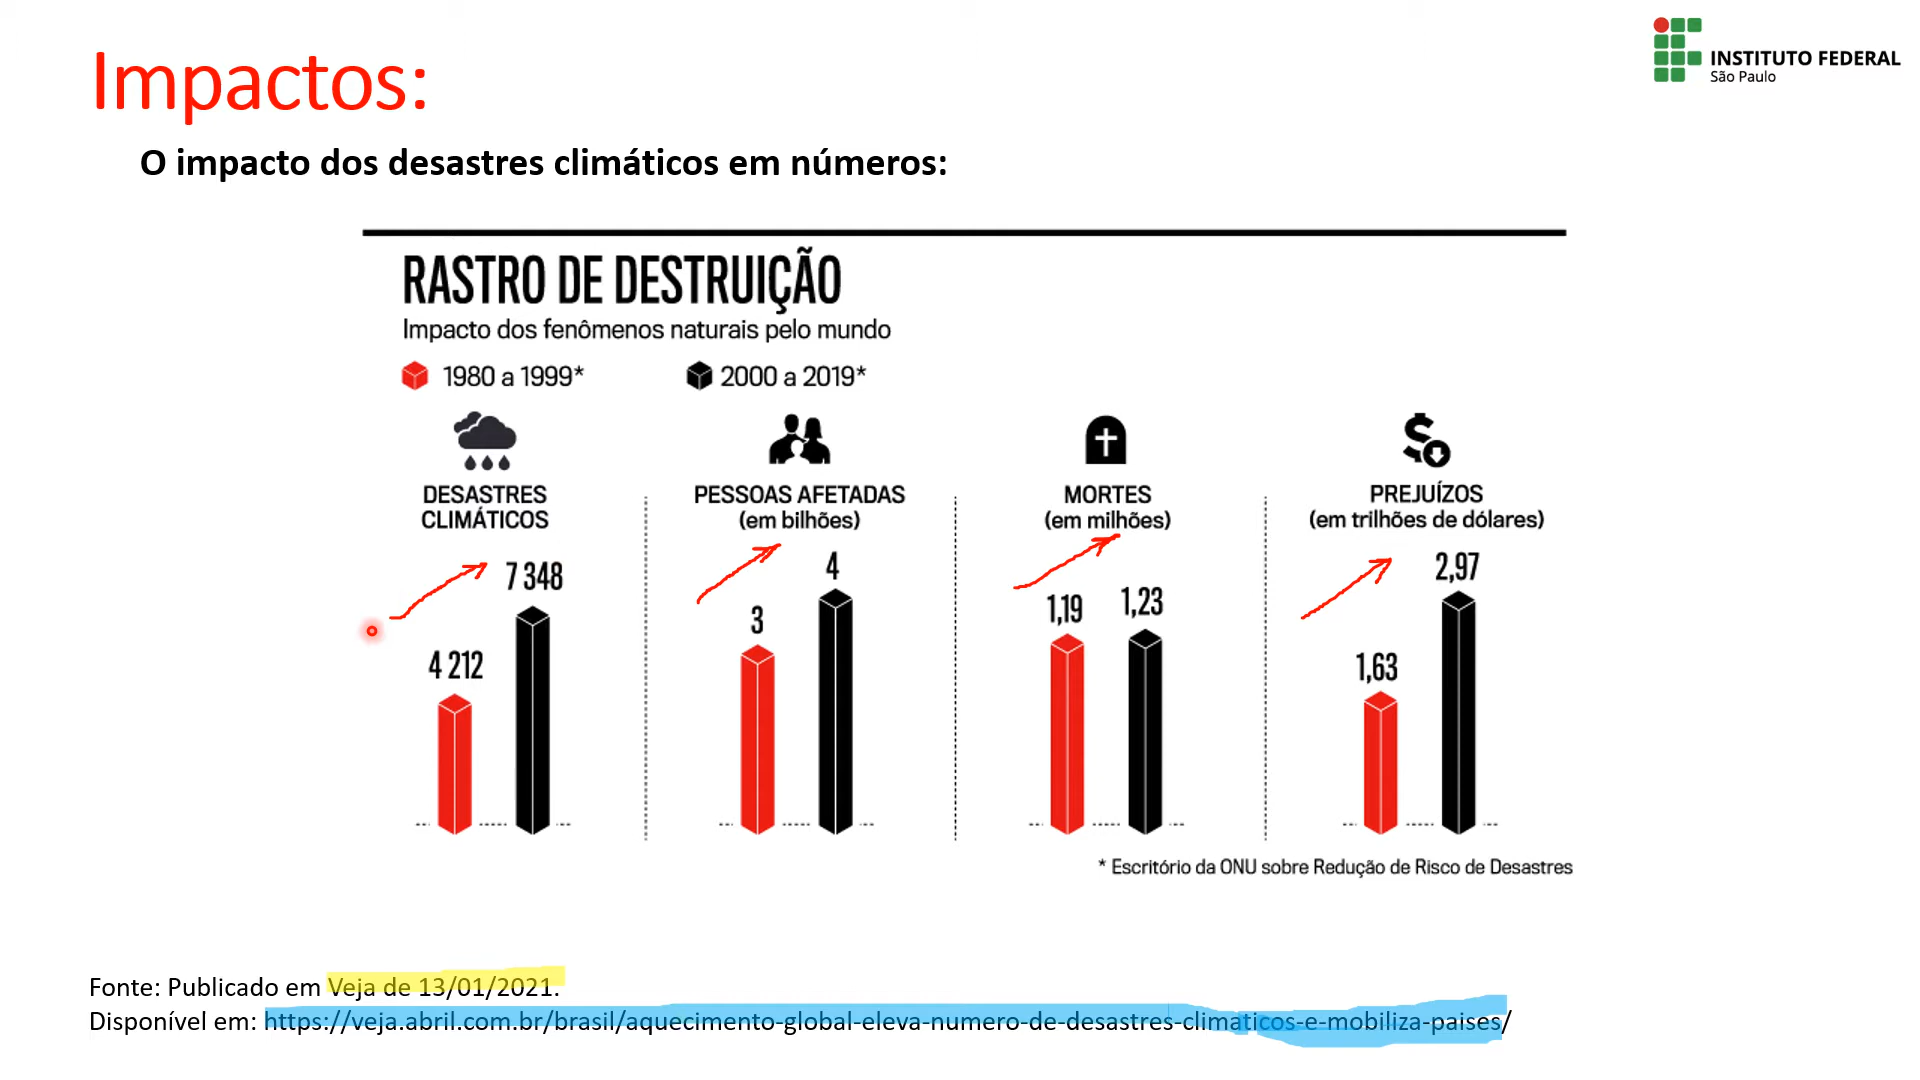 Impactos:
INSTITUTO FEDERAL
São Paulo
O impacto dos desastres climáticos em números:
RASTRO DE DESTRUIÇÃO
Impacto dos fenômenos naturais pelo mundo
1980 a 1999*
2000 a 2019*
DESASTRES
CLIMÁTICOS
4 212
7 348
PESSOAS AFETADAS
(em bilhões)
3
4
MORTES
(em milhões)
1,19
1,23
PREJUÍZOS
(em trilhões de dólares)
1,63
2,97
* Escritório da ONU sobre Redução de Risco de Desastres
Fonte: Publicado em Veja de 13/01/2021.
Disponível em: https://veja.abril.com.br/brasil/aquecimento-global-eleva-numero-de-desastres-climaticos-e-mobiliza-paises/